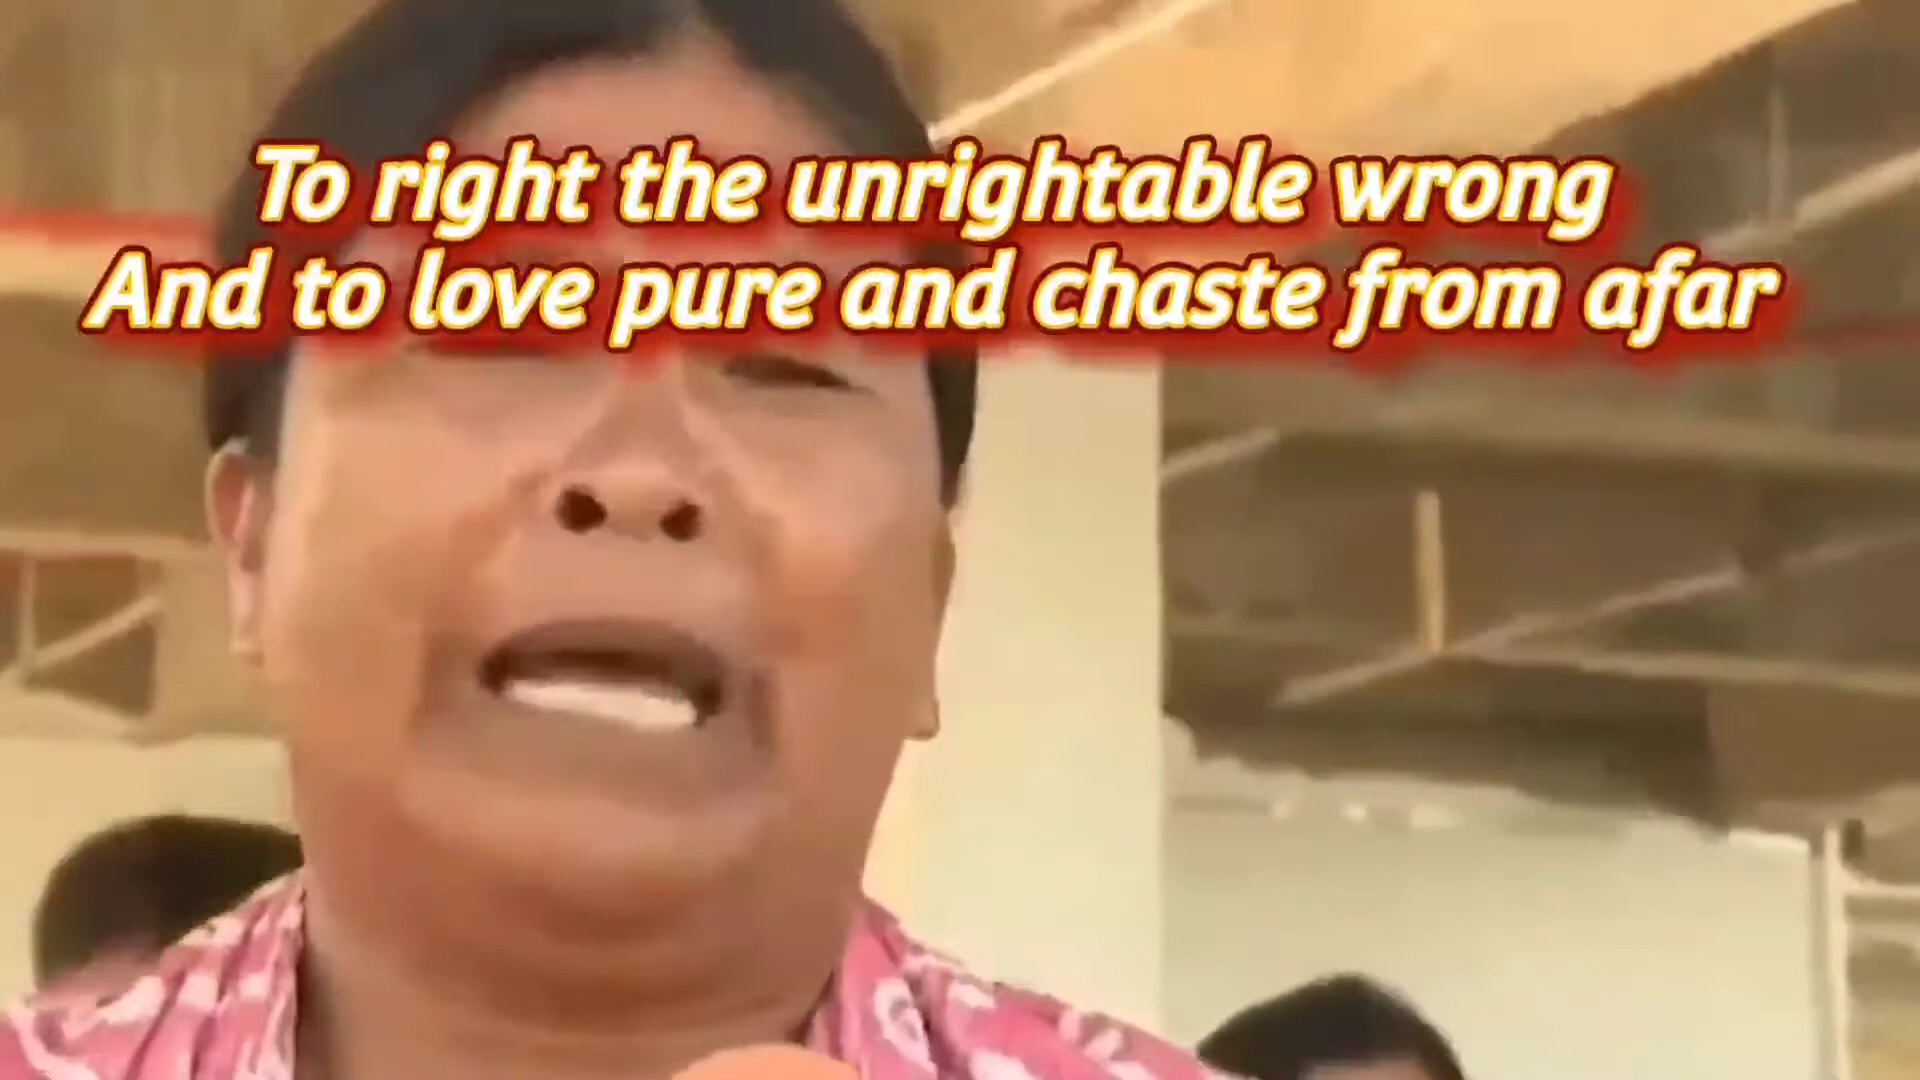 To right the unrightable wrong
And to love pure and chaste from afar